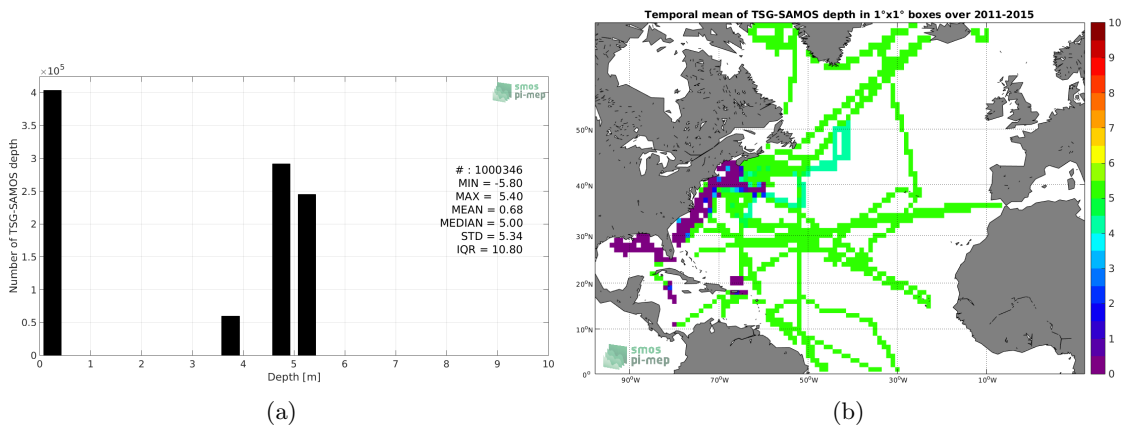 ×10⁵
4
3.5
3
2.5
2
1.5
1
0.5
0
Number of TSG-SAMOS depth
0 1 2 3 4 5 6 7 8 9 10
Depth [m]
smos
pi-mep
# : 1000346
MIN = -5.80
MAX = 5.40
MEAN = 0.68
MEDIAN = 5.00
STD = 5.34
IQR = 10.80
(a)
Temporal mean of TSG-SAMOS depth in 1°x1° boxes over 2011-2015
50°N
40°N
30°N
20°N
10°N
0°
90°W 70°W 50°W 30°W 10°W
smos
pi-mep
10
9
8
7
6
5
4
3
2
1
0
(b)